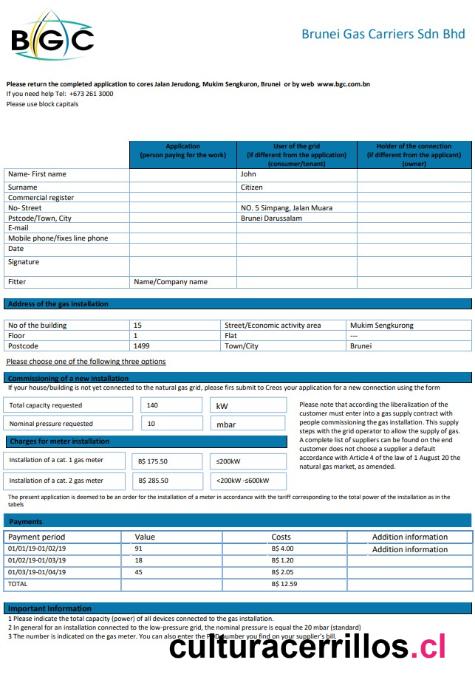 BGC
Brunei Gas Carriers Sdn Bhd
Please return the completed application to cores Jalan Jerudong, Mukim Sengkuron, Brunei or by web www.bgc.com.bn
If you need help Tel: +673 261 3000
Please use block capitals
Application (person paying for the work) User of the grid (if different from the application) (consumer/tenant) Holder of the connection (if different from the applicant) (owner)
Name- First name John
Surname Citizen
Commercial register
No- Street NO. 5 Simpang, Jalan Muara
Pstcode/Town, City Brunei Darussalam
E-mail
Mobile phone/fixes line phone
Date
Signature
Fitter Name/Company name
Address of the gas installation
No of the building 15 Street/Economic activity area Mukim Sengkurong
Floor 1 Flat ---
Postcode 1499 Town/City Brunei
Please choose one of the following three options
Commissioning of a new installation
If your house/building is not yet connected to the natural gas grid, please firs submit to Creos your application for a new connection using the form
Total capacity requested 140 kW
Nominal pressure requested 10 mbar
Charges for meter installation
Installation of a cat. 1 gas meter B$ 175.50 ≤200kW
Installation of a cat. 2 gas meter B$ 285.50 <200kW -≤600kW
Please note that according the liberalization of the
customer must enter into a gas supply contract with
people commissioning the gas installation. This supply
steps with the grid operator to allow the supply of gas.
A complete list of suppliers can be found on the end
customer does not choose a supplier a default
accordance with Article 4 of the law of 1 August 20 the
natural gas market, as amended.
The present application is deemed to be an order for the installation of a meter in accordance with the tariff corresponding to the total power of the installation as in the
tabels
Payments
Payment period Value Costs Addition information
01/01/19-01/02/19 91 B$ 4.00 Addition information
01/02/19-01/03/19 18 B$ 1.20
01/03/19-01/04/19 45 B$ 2.05
TOTAL B$ 12.59
Important Information
1 Please indicate the total capacity (power) of all devices connected to the gas installation.
2 In general for an installation connected to the low-pressure grid, the nominal pressure is equal the 20 mbar (standard)
3 The number is indicated on the gas meter. You can also enter the number you find on your supplier's bill.
culturacerrillos.cl